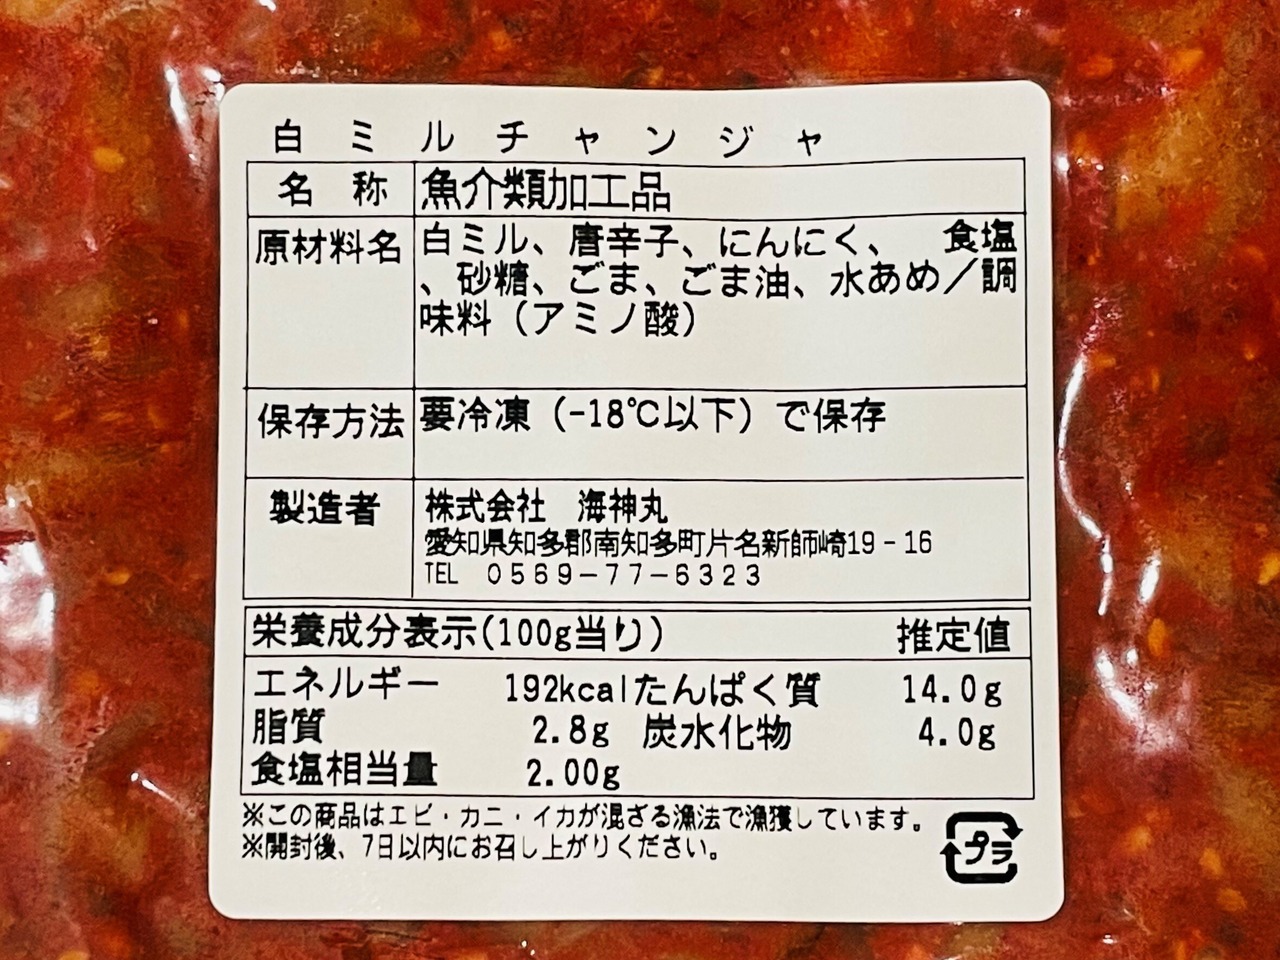 白ミルチャンジャ
名称 魚介類加工品
原材料名 白ミル、唐辛子、にんにく、 食塩
、砂糖、ごま、ごま油、水あめ／調
味料（アミノ酸）
保存方法 要冷凍（-18℃以下）で保存
製造者 株式会社 海神丸
愛知県知多郡南知多町片名新師崎19-16
TEL 0569-77-6323
栄養成分表示(100g当り) 推定値
エネルギー 192kcal たんぱく質 14.0g
脂質 2.8g 炭水化物 4.0g
食塩相当量 2.00g
※この商品はエビ・カニ・イカが混ざる漁法で漁獲しています。
※開封後、7日以内にお召し上がりください。
プラ